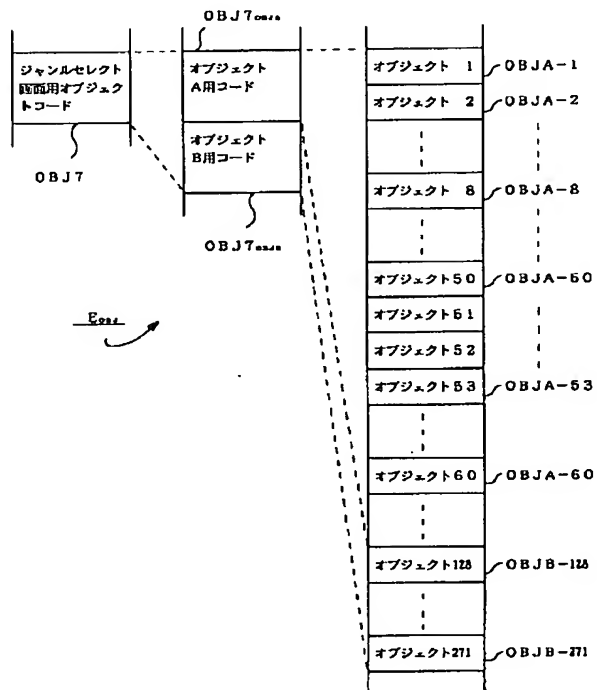 OBJ7OBJA
ジャンルセレクト
画面用オブジェク
トコード
OBJ7
オブジェクト
A用コード
オブジェクト
B用コード
OBJ7OBJB
EOBJ
オブジェクト 1
OBJA-1
オブジェクト 2
OBJA-2
オブジェクト 8
OBJA-8
オブジェクト50
OBJA-50
オブジェクト51
オブジェクト52
オブジェクト53
OBJA-53
オブジェクト60
OBJA-60
オブジェクト128
OBJB-128
オブジェクト271
OBJB-271